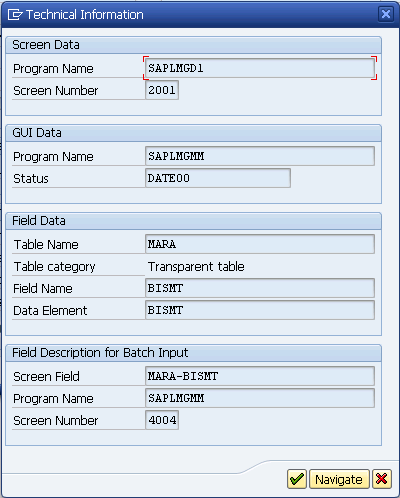 Technical Information
Screen Data
Program Name SAPLMGD1
Screen Number 2001
GUI Data
Program Name SAPLMGMM
Status DATE00
Field Data
Table Name MARA
Table category Transparent table
Field Name BISMT
Data Element BISMT
Field Description for Batch Input
Screen Field MARA-BISMT
Program Name SAPLMGMM
Screen Number 4004
Navigate